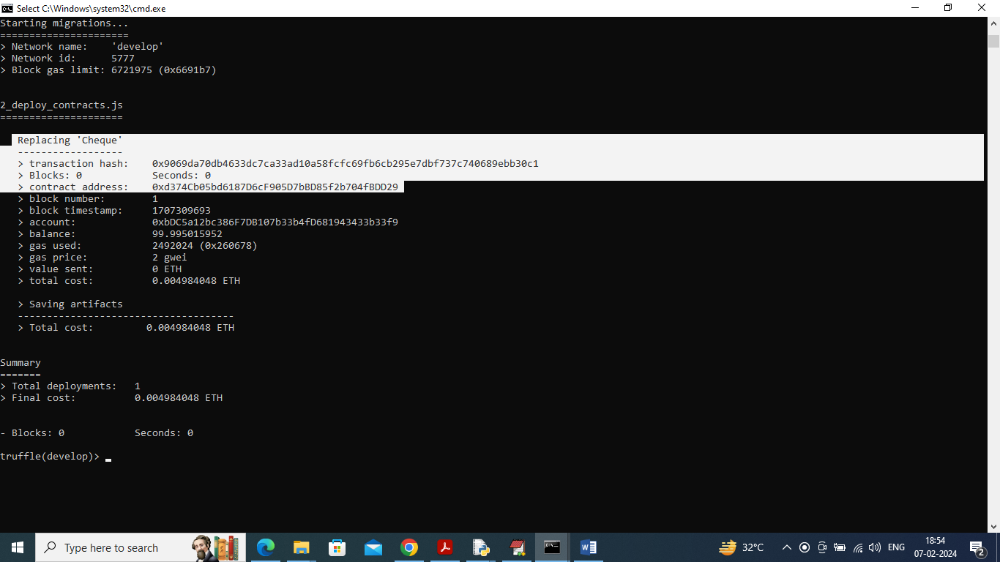 Select C:\Windows\system32\cmd.exe
Starting migrations...
======================
> Network name:    'develop'
> Network id:      5777
> Block gas limit: 6721975 (0x6691b7)
2_deploy_contracts.js
=====================
Replacing 'Cheque'
------------------
> transaction hash:    0x9069da70db4633dc7ca33ad10a58fcfc69fb6cb295e7dbf737c740689ebb30c1
> Blocks: 0            Seconds: 0
> contract address:    0xd374Cb05bd6187D6cF905D7bBD85f2b704fBDD29
> block number:        1
> block timestamp:     1707309693
> account:             0xbDC5a12bc386F7DB107b33b4fD681943433b33f9
> balance:             99.995015952
> gas used:            2492024 (0x260678)
> gas price:           2 gwei
> value sent:          0 ETH
> total cost:          0.004984048 ETH
> Saving artifacts
-------------------------------------
> Total cost:         0.004984048 ETH
Summary
=======
> Total deployments:   1
> Final cost:          0.004984048 ETH
- Blocks: 0            Seconds: 0
truffle(develop)>
Type here to search
32°C
ENG
18:54
07-02-2024
2